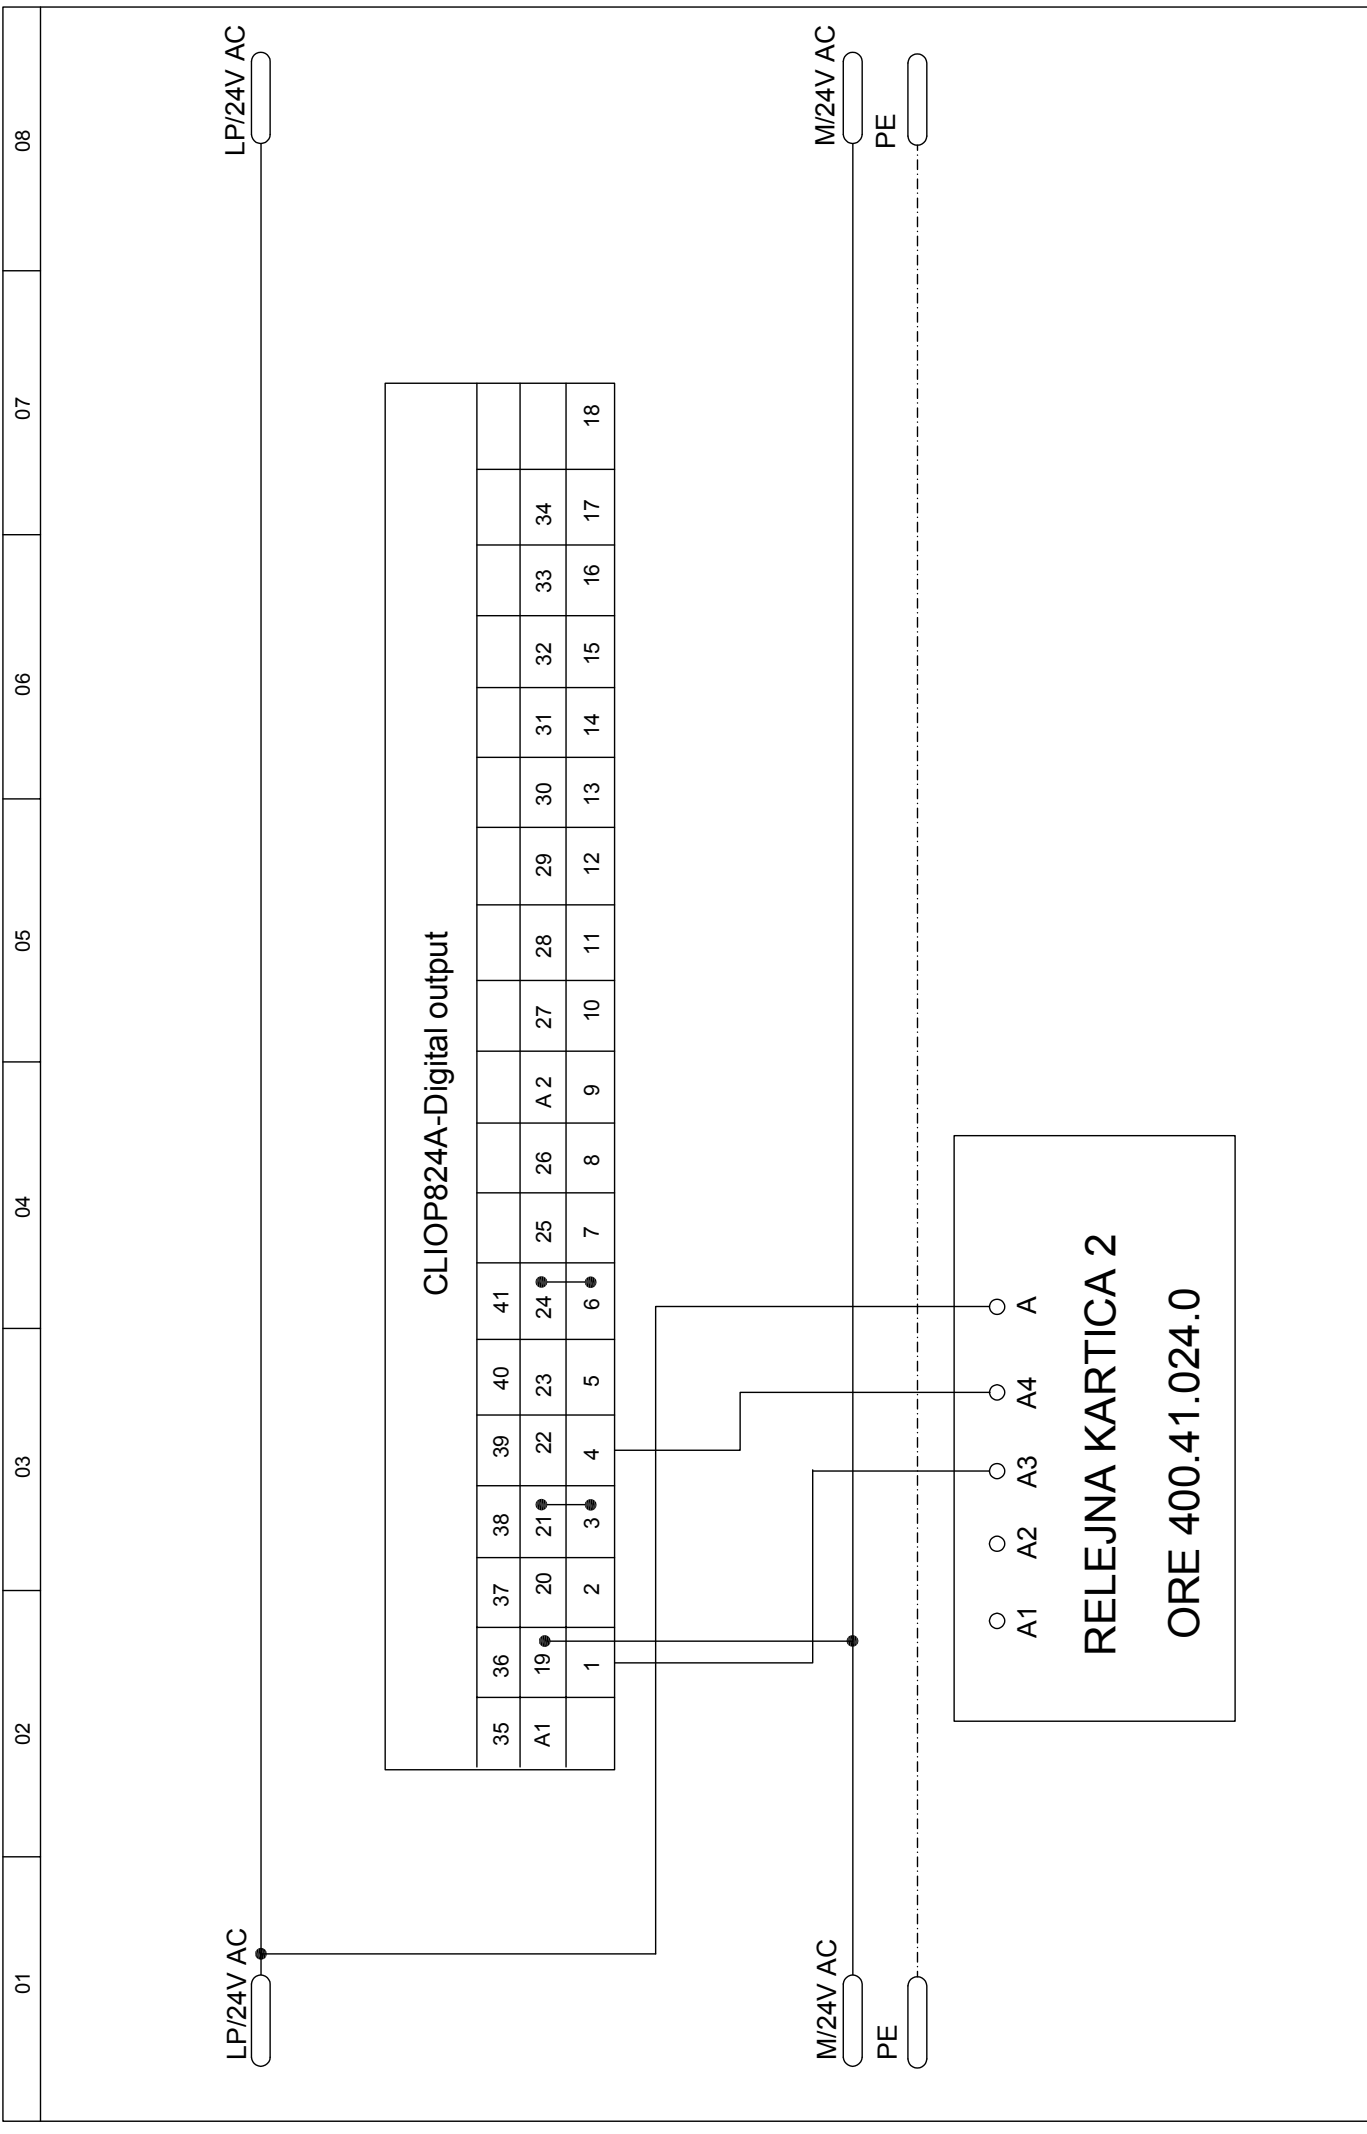 01 02 03 04 05 06 07 08
LP/24V AC LP/24V AC
CLIOP824A-Digital output
35 36 37 38 39 40 41
A1 19 20 21 22 23 24 25 26 A 2 27 28 29 30 31 32 33 34
1 2 3 4 5 6 7 8 9 10 11 12 13 14 15 16 17 18
M/24V AC M/24V AC
PE PE
A1 A2 A3 A4 A
RELEJNA KARTICA 2
ORE 400.41.024.0